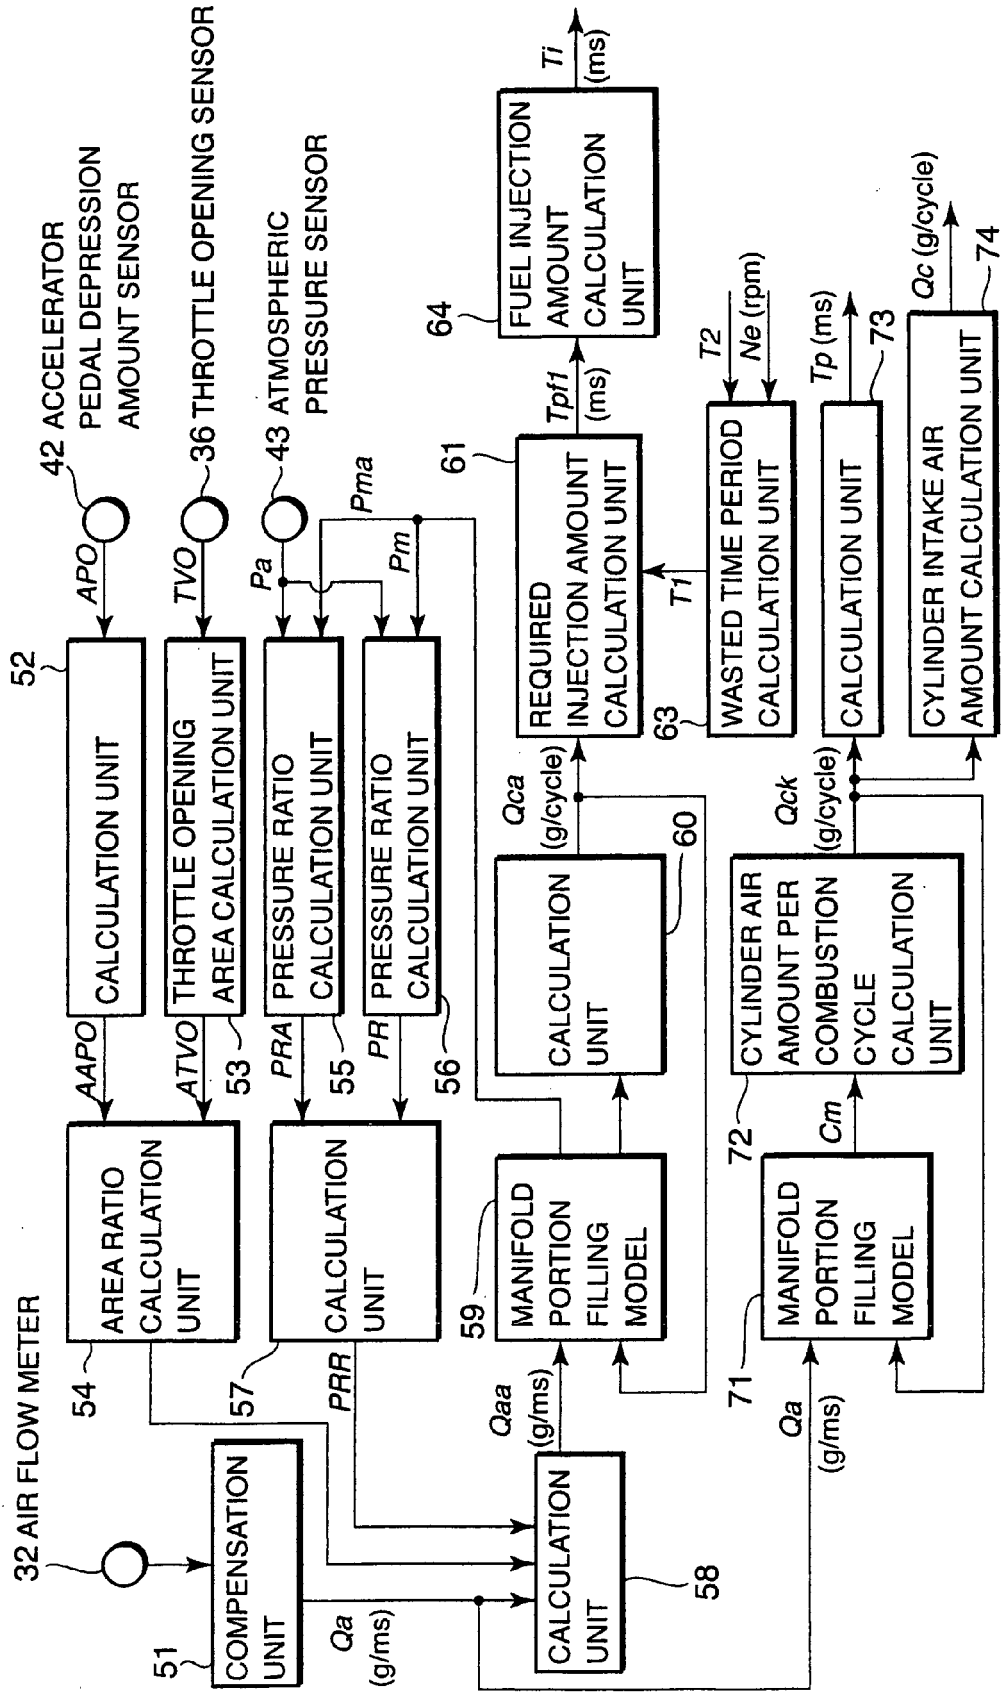 32 AIR FLOW METER
42 ACCELERATOR
PEDAL DEPRESSION
AMOUNT SENSOR
36 THROTTLE OPENING SENSOR
43 ATMOSPHERIC
PRESSURE SENSOR
51
COMPENSATION
UNIT
Qa
(g/ms)
54
AREA RATIO
CALCULATION
UNIT
AAPO
ATVO
52
CALCULATION UNIT
APO
53
THROTTLE OPENING
AREA CALCULATION UNIT
TVO
57
CALCULATION
UNIT
PRR
PRA
PR
55
PRESSURE RATIO
CALCULATION UNIT
Pa
Pma
56
PRESSURE RATIO
CALCULATION UNIT
Pm
58
CALCULATION
UNIT
Qaa
(g/ms)
59
MANIFOLD
PORTION
FILLING
MODEL
60
CALCULATION
UNIT
Qca
(g/cycle)
61
REQUIRED
INJECTION AMOUNT
CALCULATION UNIT
Tpf1
(ms)
64
FUEL INJECTION
AMOUNT
CALCULATION
UNIT
Ti
(ms)
T1
63
WASTED TIME PERIOD
CALCULATION UNIT
T2
Ne (rpm)
Qa
(g/ms)
71
MANIFOLD
PORTION
FILLING
MODEL
Cm
72
CYLINDER AIR
AMOUNT PER
COMBUSTION
CYCLE
CALCULATION
UNIT
Qck
(g/cycle)
CALCULATION UNIT
73
Tp (ms)
CYLINDER INTAKE AIR
AMOUNT CALCULATION UNIT
74
Qc (g/cycle)